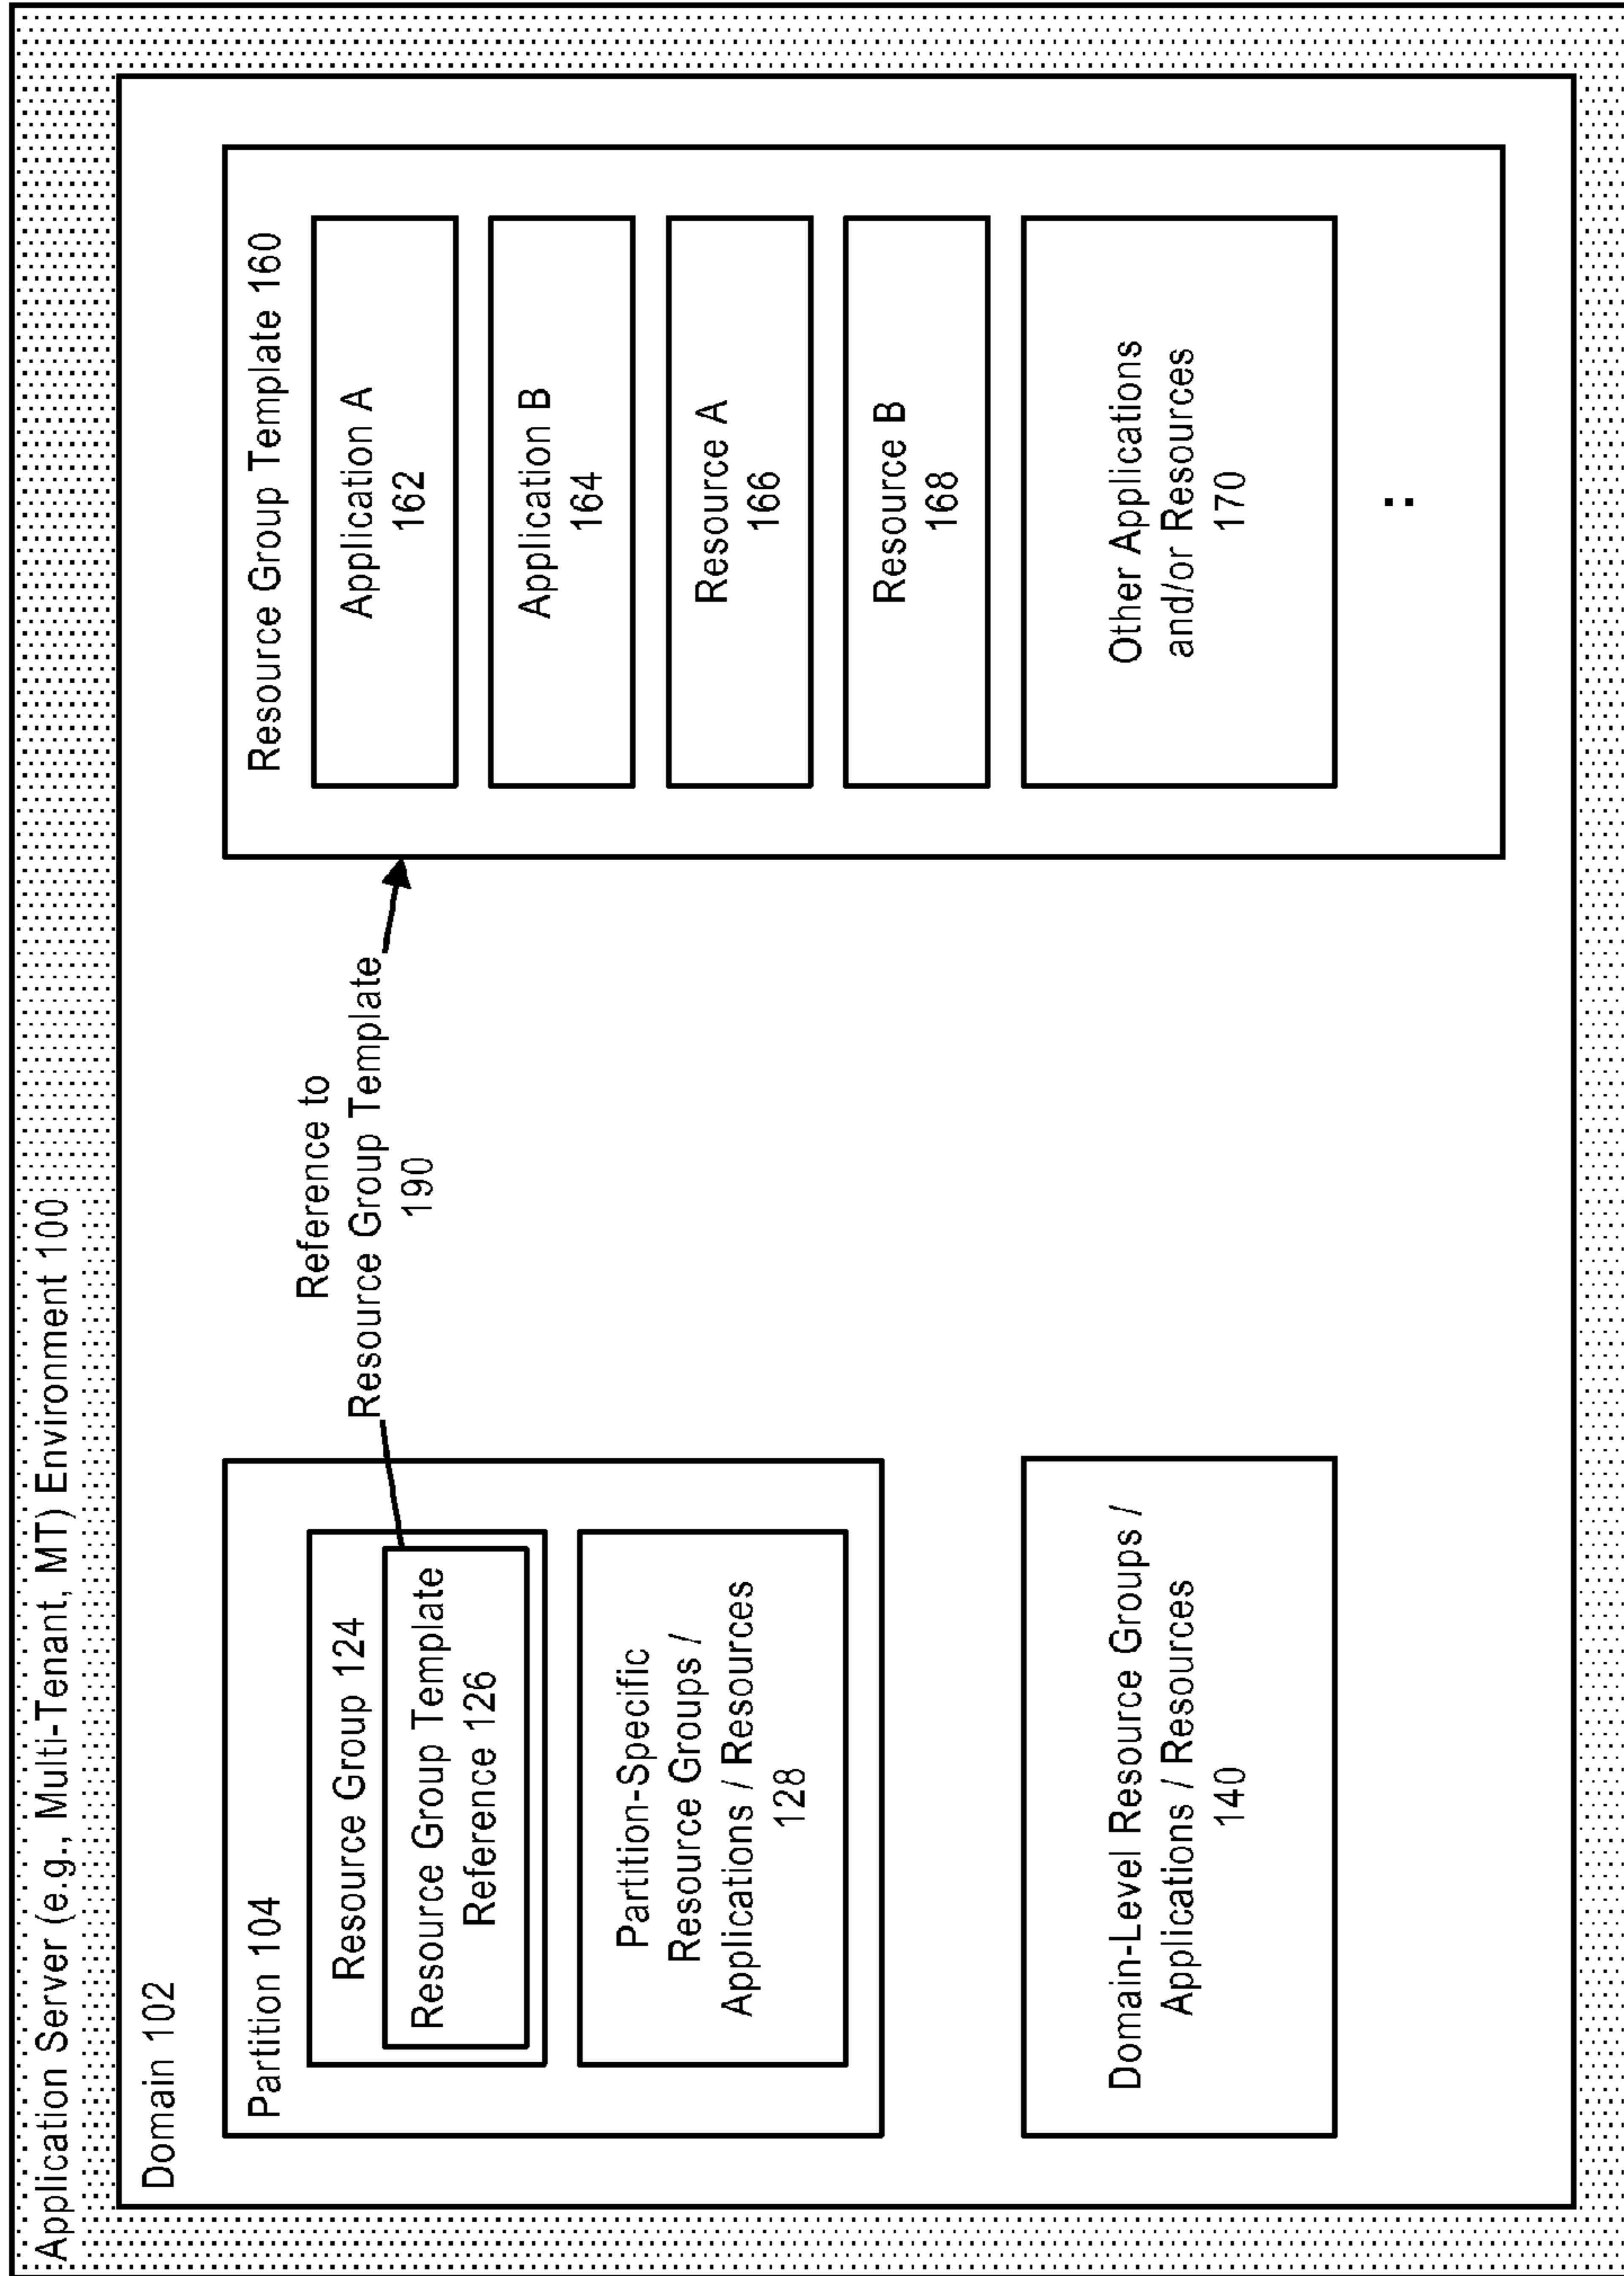 Application Server (e.g., Multi-Tenant, MT) Environment 100
Domain 102
Partition 104
Resource Group 124
Resource Group Template
Reference 126
Partition-Specific
Resource Groups /
Applications / Resources
128
Domain-Level Resource Groups /
Applications / Resources
140
Reference to
Resource Group Template
190
Resource Group Template 160
Application A
162
Application B
164
Resource A
166
Resource B
168
Other Applications
and/or Resources
170
: